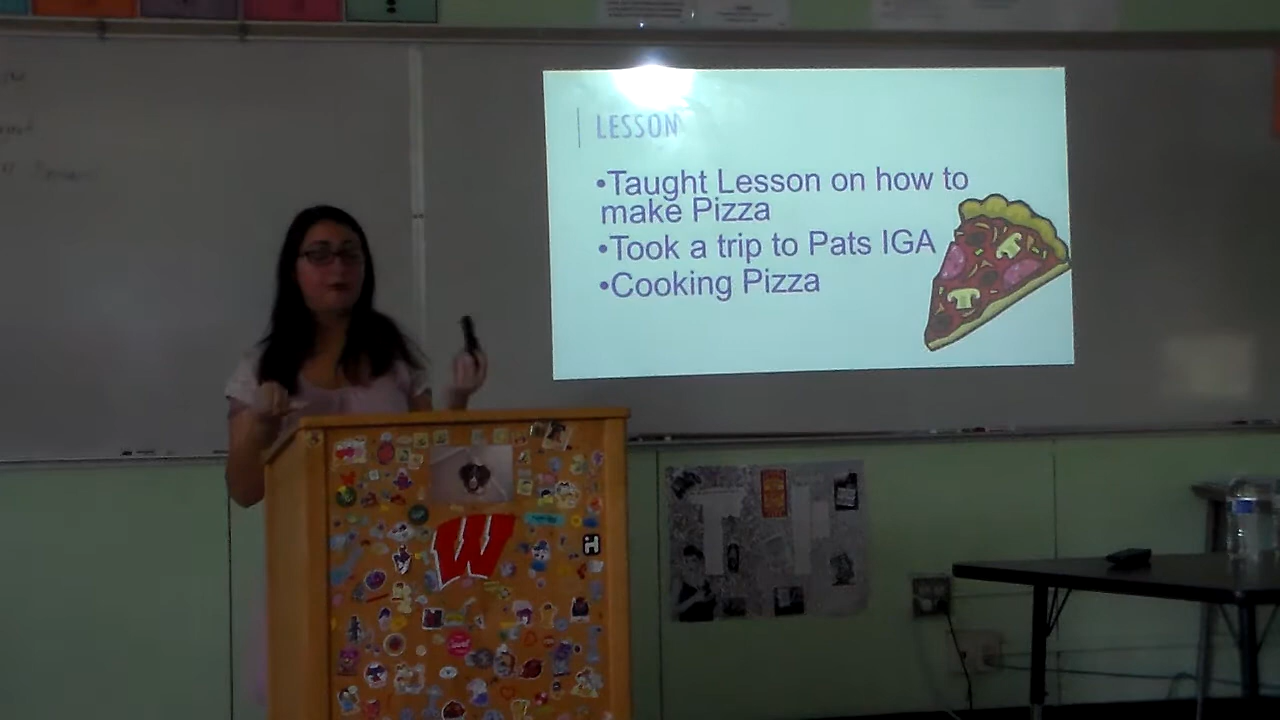 LESSON
•Taught Lesson on how to
make Pizza
•Took a trip to Pats IGA
•Cooking Pizza
W